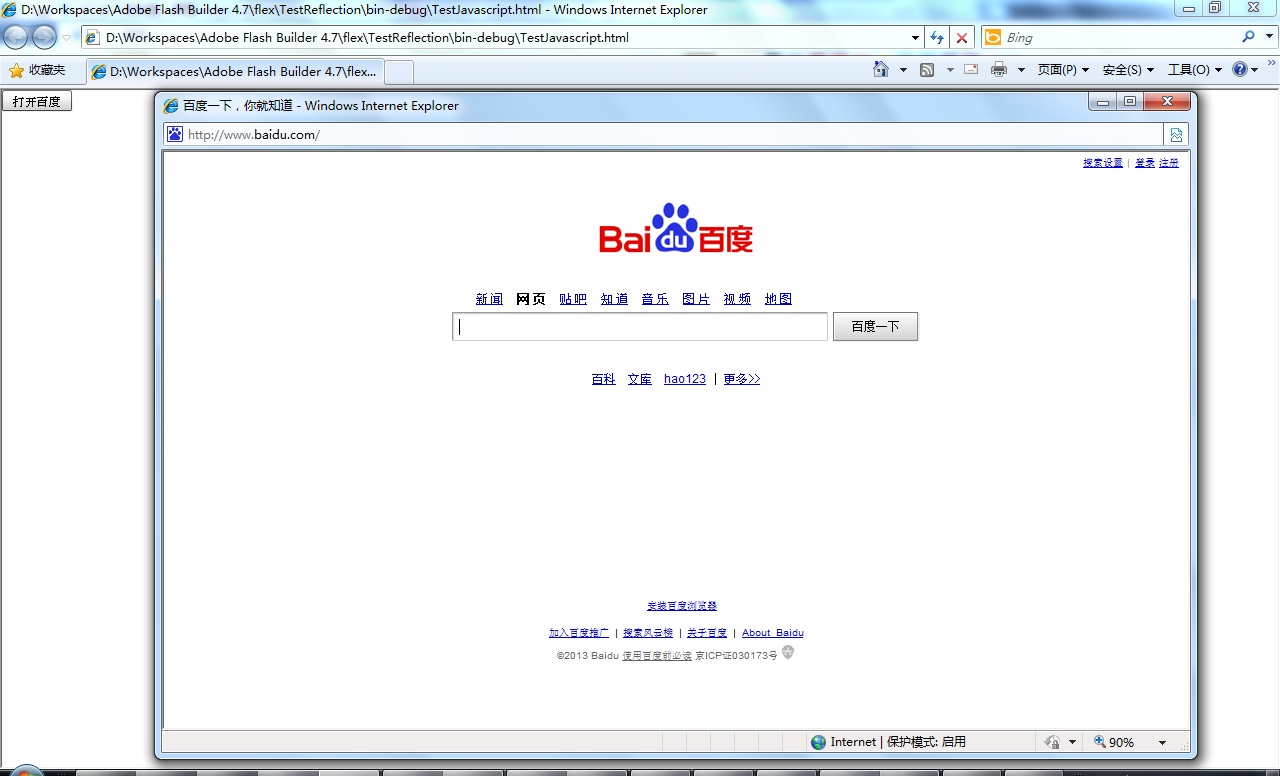 D:\Workspaces\Adobe Flash Builder 4.7\flex\TestReflection\bin-debug\TestJavascript.html - Windows Internet Explorer
D:\Workspaces\Adobe Flash Builder 4.7\flex\TestReflection\bin-debug\TestJavascript.html
Bing
收藏夹
D:\Workspaces\Adobe Flash Builder 4.7\flex...
页面(P) 安全(S) 工具(O)
打开百度
百度一下，你就知道 - Windows Internet Explorer
http://www.baidu.com/
搜索设置 | 登录 注册
Bai du 百度
新闻 网页 贴吧 知道 音乐 图片 视频 地图
百度一下
百科 文库 hao123 | 更多>>
安装百度浏览器
加入百度推广 | 搜索风云榜 | 关于百度 | About Baidu
©2013 Baidu 使用百度前必读 京ICP证030173号
Internet | 保护模式: 启用
90%